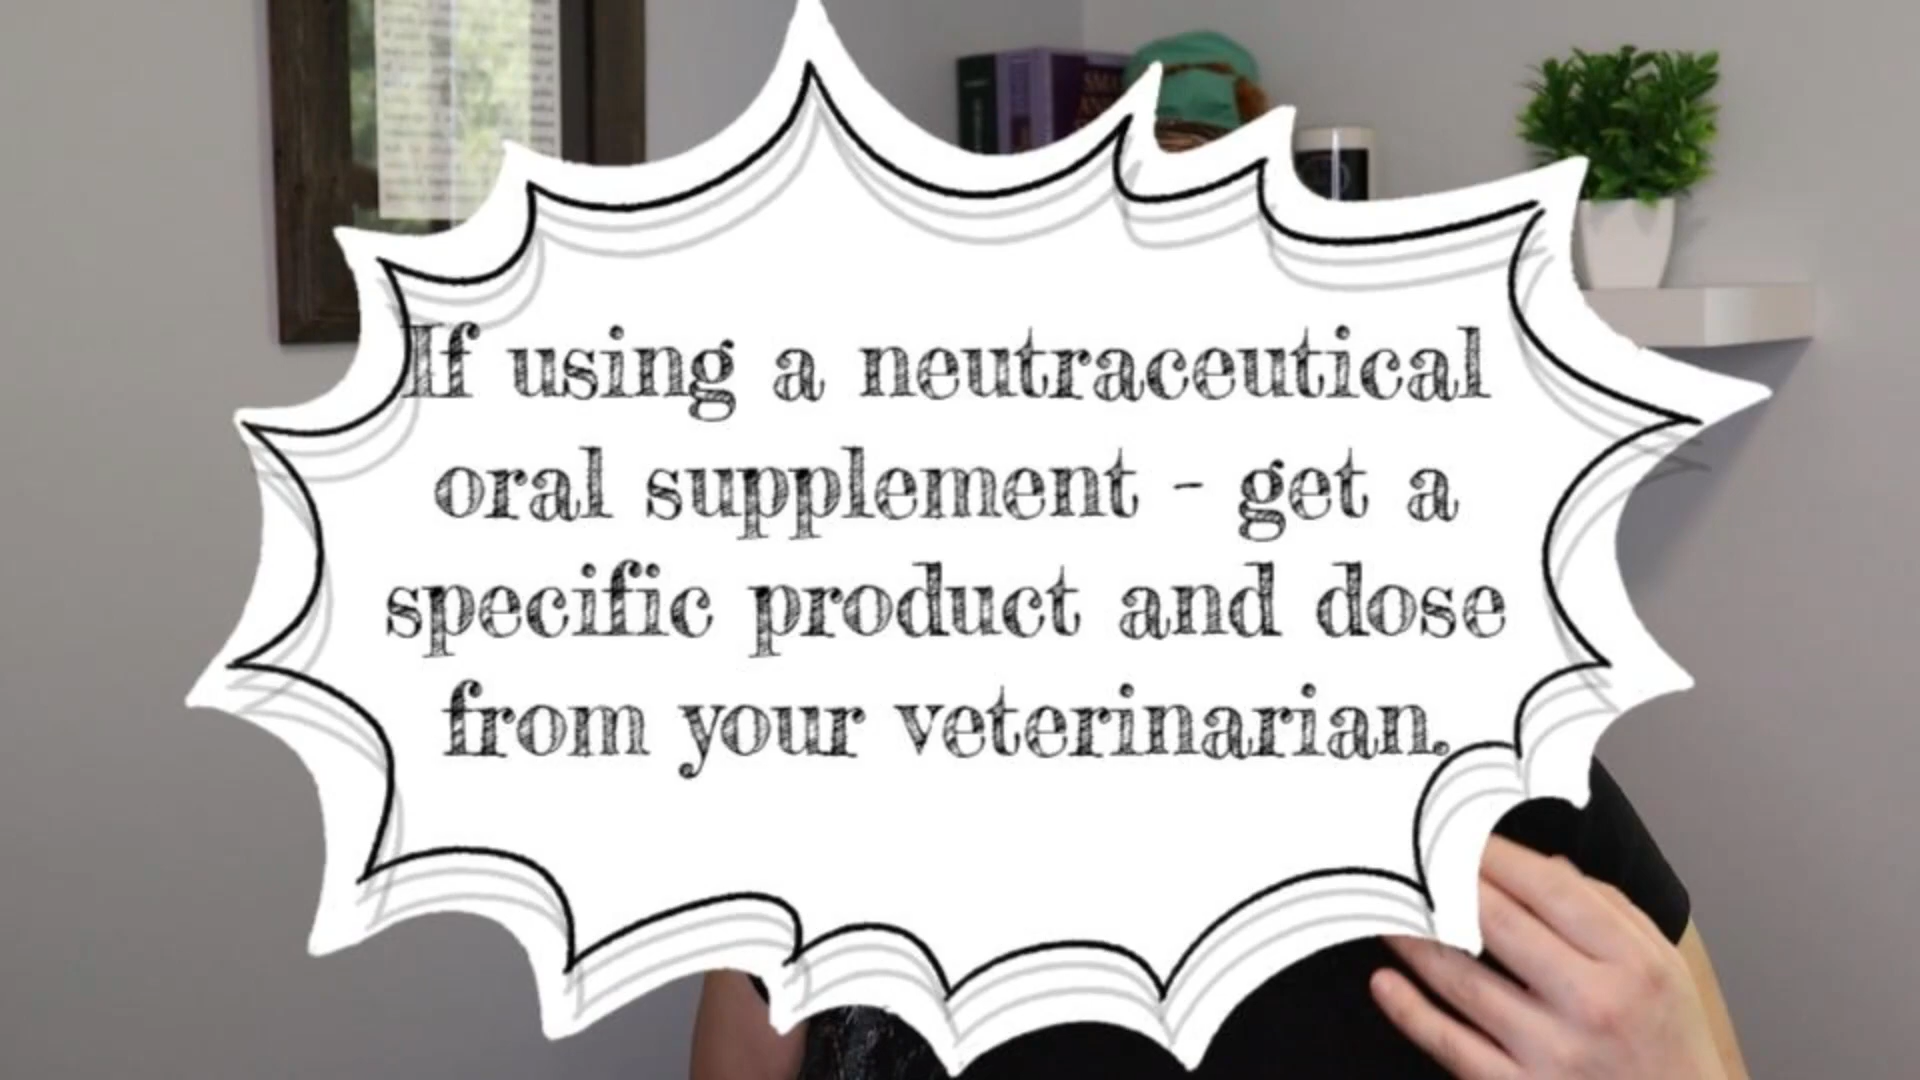 If using a neutraceutical
oral supplement - get a
specific product and dose
from your veterinarian.